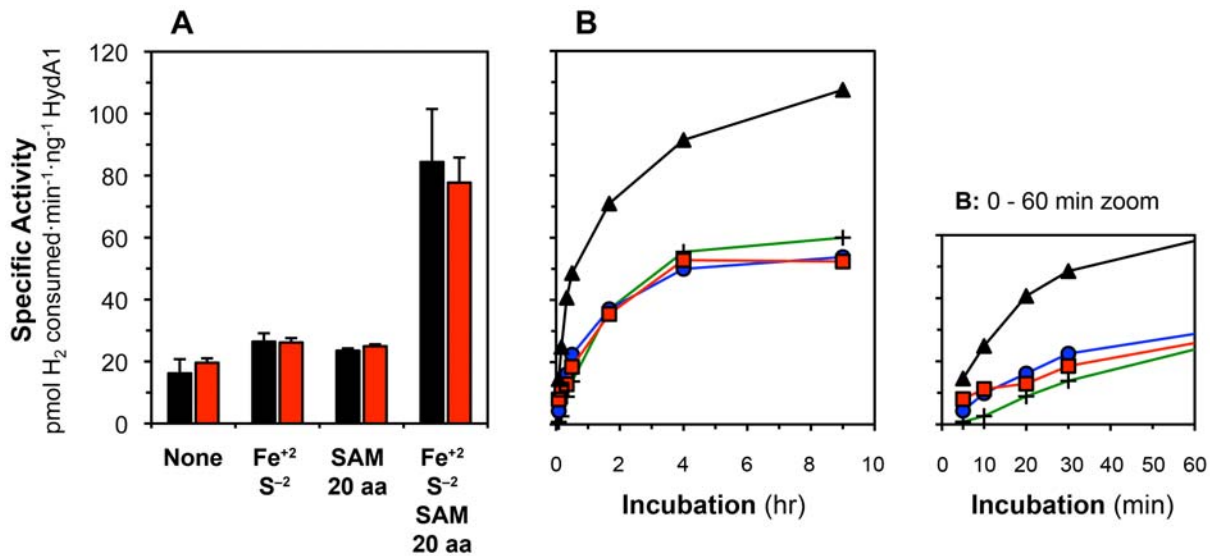 A
B
Specific Activity
pmol H₂ consumed·min⁻¹·ng⁻¹ HydA1
120
100
80
60
40
20
0
None
Fe⁺² S⁻²
SAM 20 aa
Fe⁺² S⁻² SAM 20 aa
0 2 4 6 8 10
Incubation (hr)
B: 0 - 60 min zoom
0 10 20 30 40 50 60
Incubation (min)